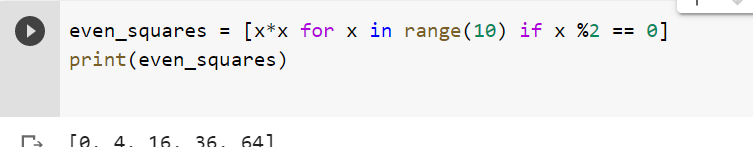 even_squares = [x*x for x in range(10) if x %2 == 0]
print(even_squares)
[0, 4, 16, 36, 64]